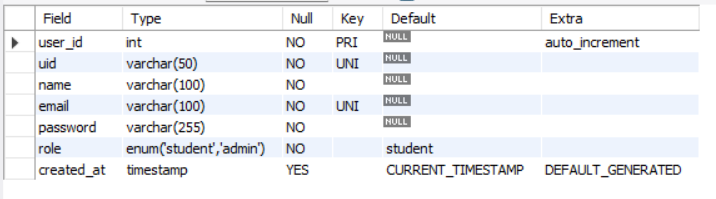 Field Type Null Key Default Extra
user_id int NO PRI NULL auto_increment
uid varchar(50) NO UNI NULL
name varchar(100) NO NULL
email varchar(100) NO UNI NULL
password varchar(255) NO NULL
role enum('student','admin') NO student
created_at timestamp YES CURRENT_TIMESTAMP DEFAULT_GENERATED